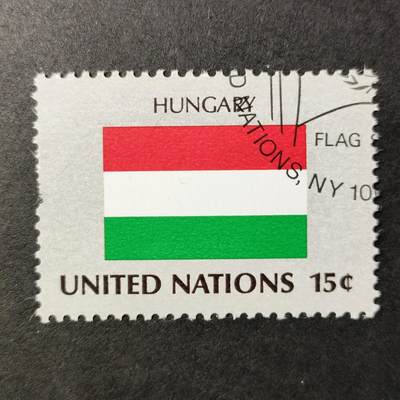 HUNGARY
FLAG S
D NATIONS, NY 10
UNITED NATIONS 15¢